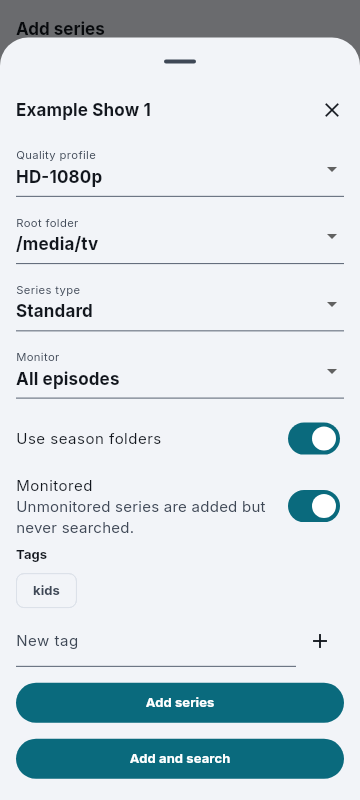 Add series
Example Show 1
Quality profile
HD-1080p
Root folder
/media/tv
Series type
Standard
Monitor
All episodes
Use season folders
Monitored
Unmonitored series are added but
never searched.
Tags
kids
New tag
Add series
Add and search